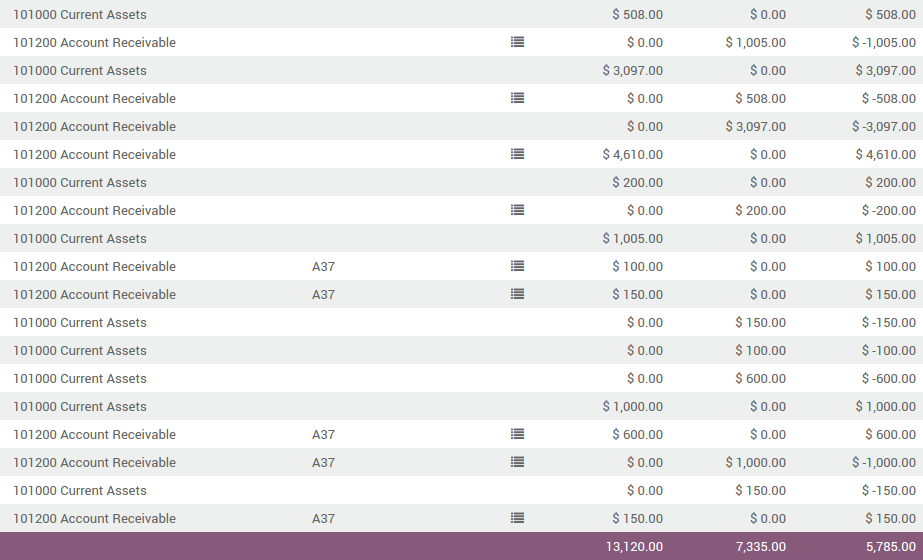 101000 Current Assets $ 508.00 $ 0.00 $ 508.00
101200 Account Receivable $ 0.00 $ 1,005.00 $ -1,005.00
101000 Current Assets $ 3,097.00 $ 0.00 $ 3,097.00
101200 Account Receivable $ 0.00 $ 508.00 $ -508.00
101200 Account Receivable $ 0.00 $ 3,097.00 $ -3,097.00
101200 Account Receivable $ 4,610.00 $ 0.00 $ 4,610.00
101000 Current Assets $ 200.00 $ 0.00 $ 200.00
101200 Account Receivable $ 0.00 $ 200.00 $ -200.00
101000 Current Assets $ 1,005.00 $ 0.00 $ 1,005.00
101200 Account Receivable A37 $ 100.00 $ 0.00 $ 100.00
101200 Account Receivable A37 $ 150.00 $ 0.00 $ 150.00
101000 Current Assets $ 0.00 $ 150.00 $ -150.00
101000 Current Assets $ 0.00 $ 100.00 $ -100.00
101000 Current Assets $ 0.00 $ 600.00 $ -600.00
101000 Current Assets $ 1,000.00 $ 0.00 $ 1,000.00
101200 Account Receivable A37 $ 600.00 $ 0.00 $ 600.00
101200 Account Receivable A37 $ 0.00 $ 1,000.00 $ -1,000.00
101000 Current Assets $ 0.00 $ 150.00 $ -150.00
101200 Account Receivable A37 $ 150.00 $ 0.00 $ 150.00
13,120.00 7,335.00 5,785.00